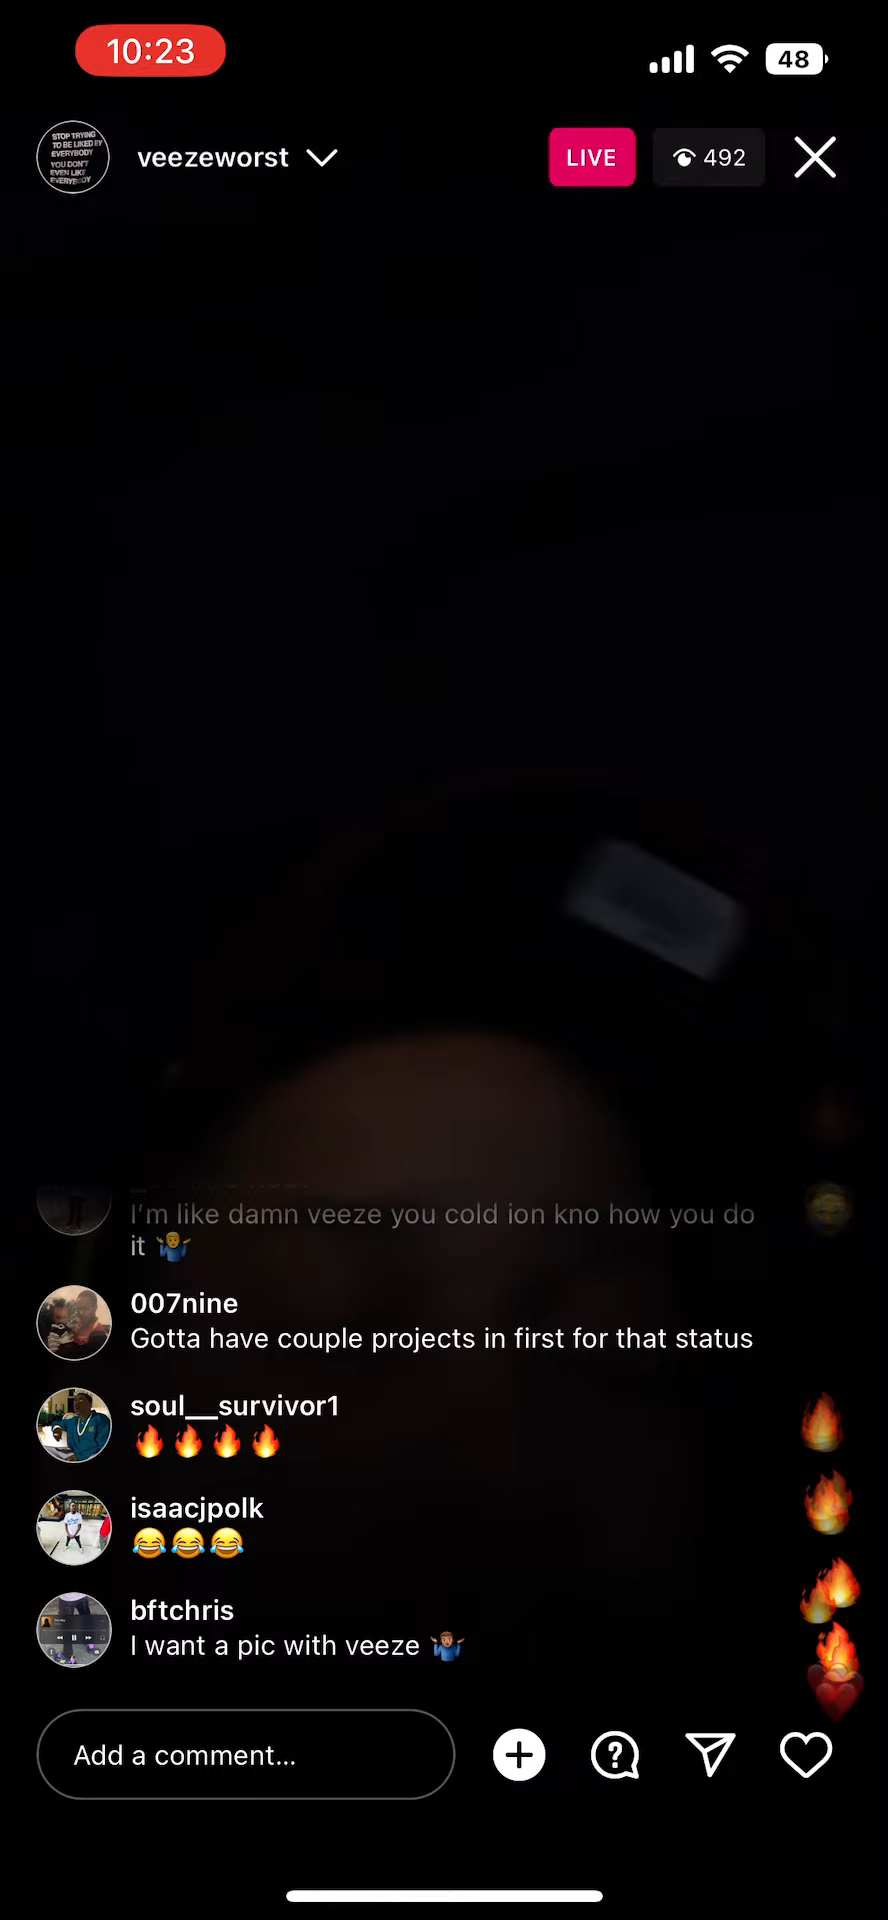 10:23
48
STOP TRYING
TO BE LIKED BY
EVERYBODY
YOU DON'T
EVEN LIKE
EVERYBODY
veezeworst
LIVE
492
I'm like damn veeze you cold ion kno how you do
it 🤷‍♂️
007nine
Gotta have couple projects in first for that status
soul__survivor1
🔥🔥🔥🔥
isaacjpolk
😂😂😂
bftchris
I want a pic with veeze 🤷🏽‍♂️
Add a comment...